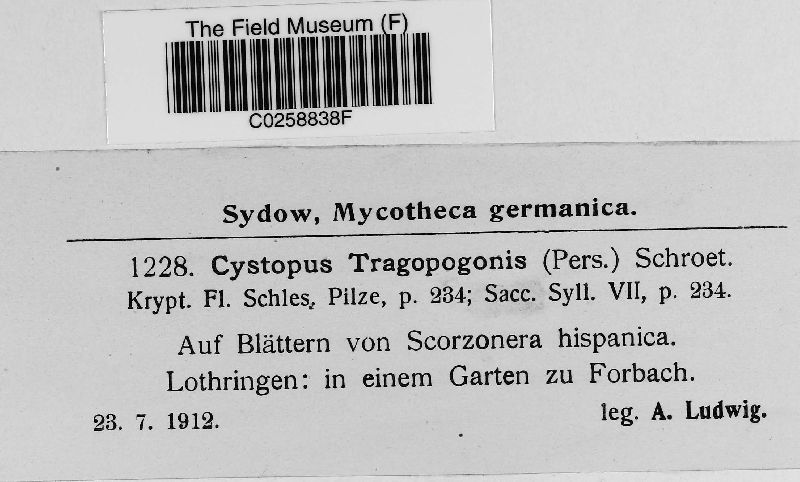 The Field Museum (F)
C0258838F
Sydow, Mycotheca germanica.
1228. Cystopus Tragopogonis (Pers.) Schroet.
Krypt. Fl. Schles. Pilze, p. 234; Sacc. Syll. VII, p. 234.
Auf Blättern von Scorzonera hispanica.
Lothringen: in einem Garten zu Forbach.
23. 7. 1912. leg. A. Ludwig.